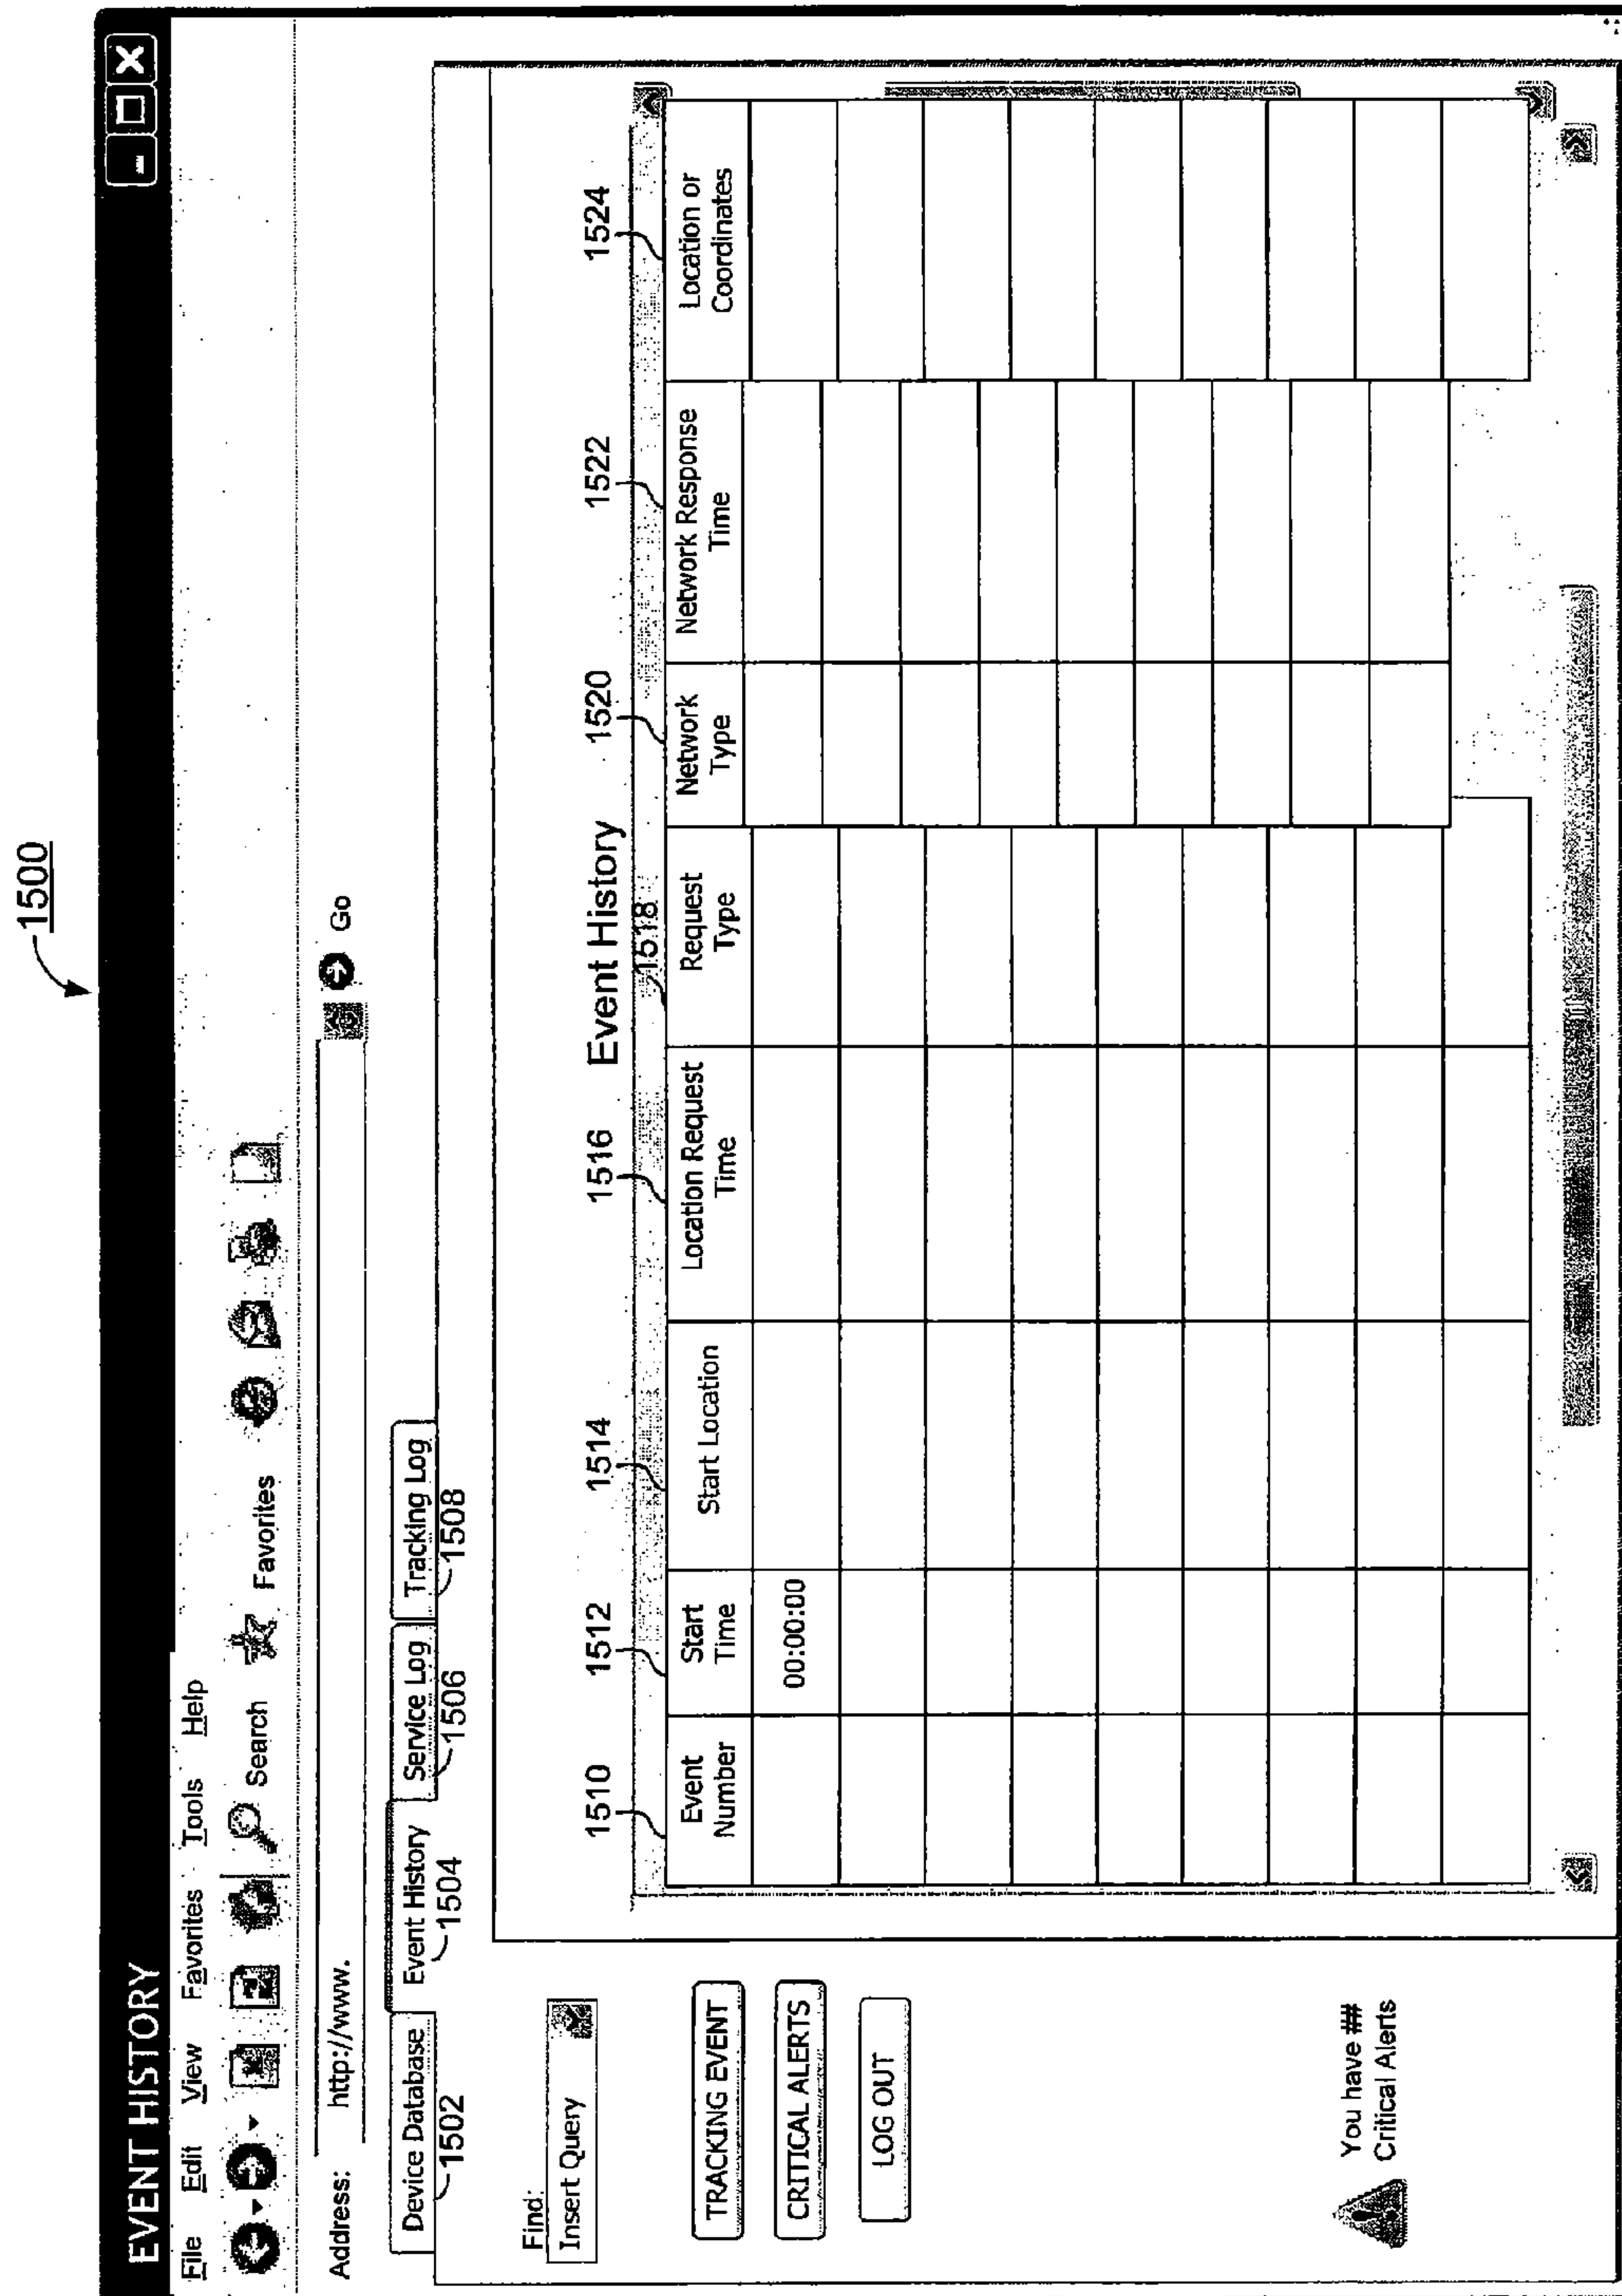 1500
EVENT HISTORY
File Edit View Favorites Tools Help
Search Favorites
Address: http://www. Go
Device Database Event History Service Log Tracking Log
1502 1504 1506 1508
Find:
Insert Query
TRACKING EVENT
CRITICAL ALERTS
LOG OUT
You have ##
Critical Alerts
Event History
1510 1512 1514 1516 1518 1520 1522 1524
Event Number
Start Time
Start Location
Location Request Time
Request Type
Network Type
Network Response Time
Location or Coordinates
00:00:00